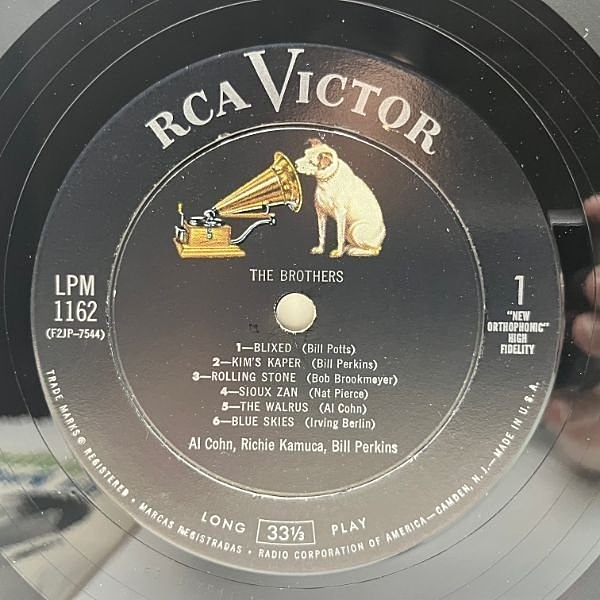 RCA VICTOR
THE BROTHERS
LPM
1162
(F2JP-7544)
1
"NEW
ORTHOPHONIC"
HIGH
FIDELITY
1—BLIXED (Bill Potts)
2—KIM'S KAPER (Bill Perkins)
3—ROLLING STONE (Bob Brookmeyer)
4—SIOUX ZAN (Nat Pierce)
5—THE WALRUS (Al Cohn)
6—BLUE SKIES (Irving Berlin)
Al Cohn, Richie Kamuca, Bill Perkins
LONG 33⅓ PLAY
TRADE MARKS ® REGISTERED • MARCAS REGISTRADAS • RADIO CORPORATION OF AMERICA—CAMDEN, N.J.—MADE IN U.S.A.